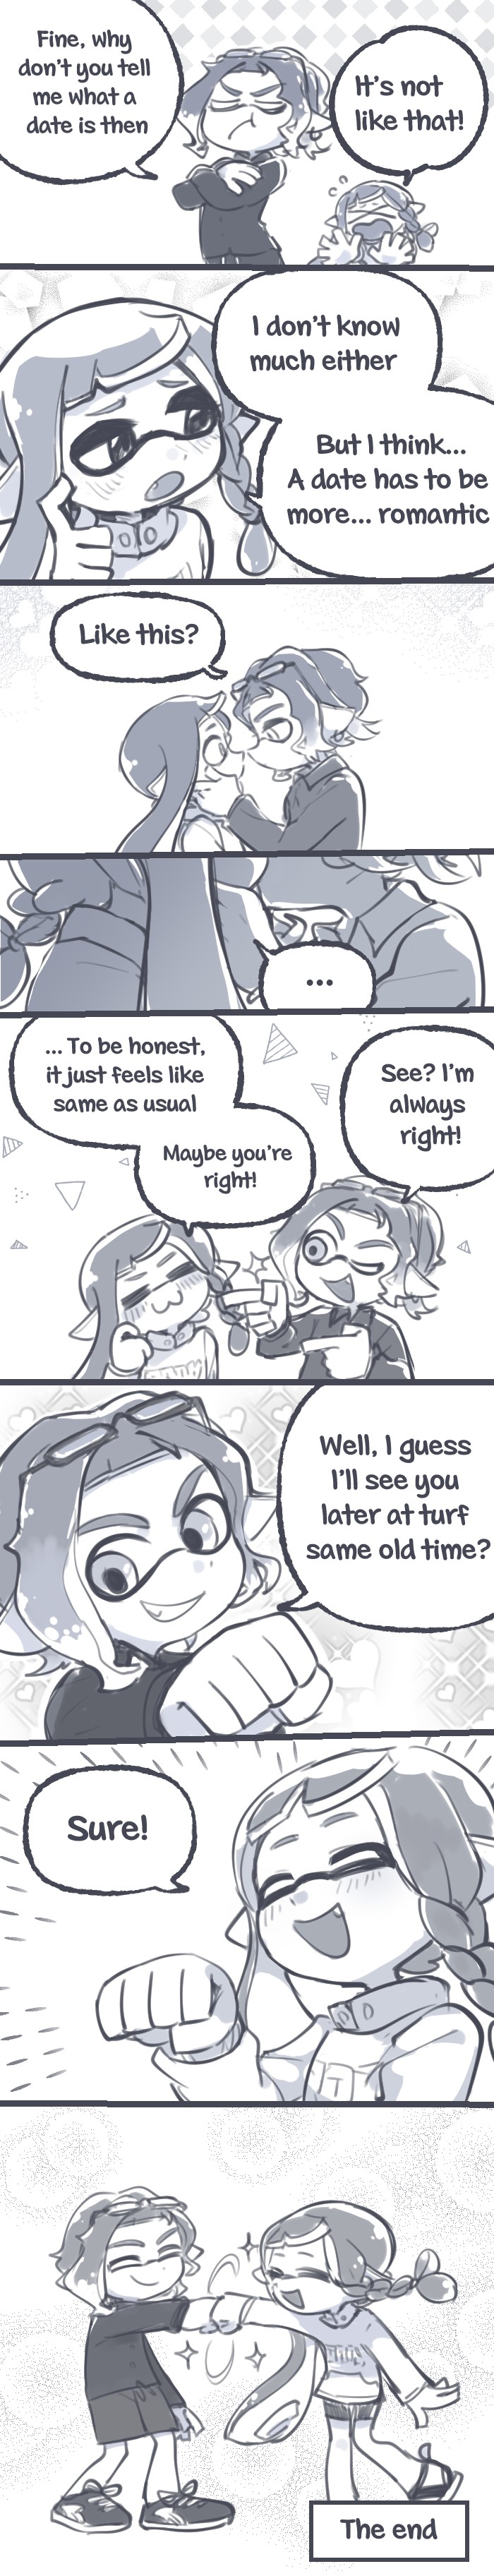 Fine, why
don't you tell
me what a
date is then
It's not
like that!
I don't know
much either
But I think...
A date has to be
more... romantic
Like this?
...
... To be honest,
it just feels like
same as usual
Maybe you're
right!
See? I'm
always
right!
Well, I guess
I'll see you
later at turf
same old time?
Sure!
The end